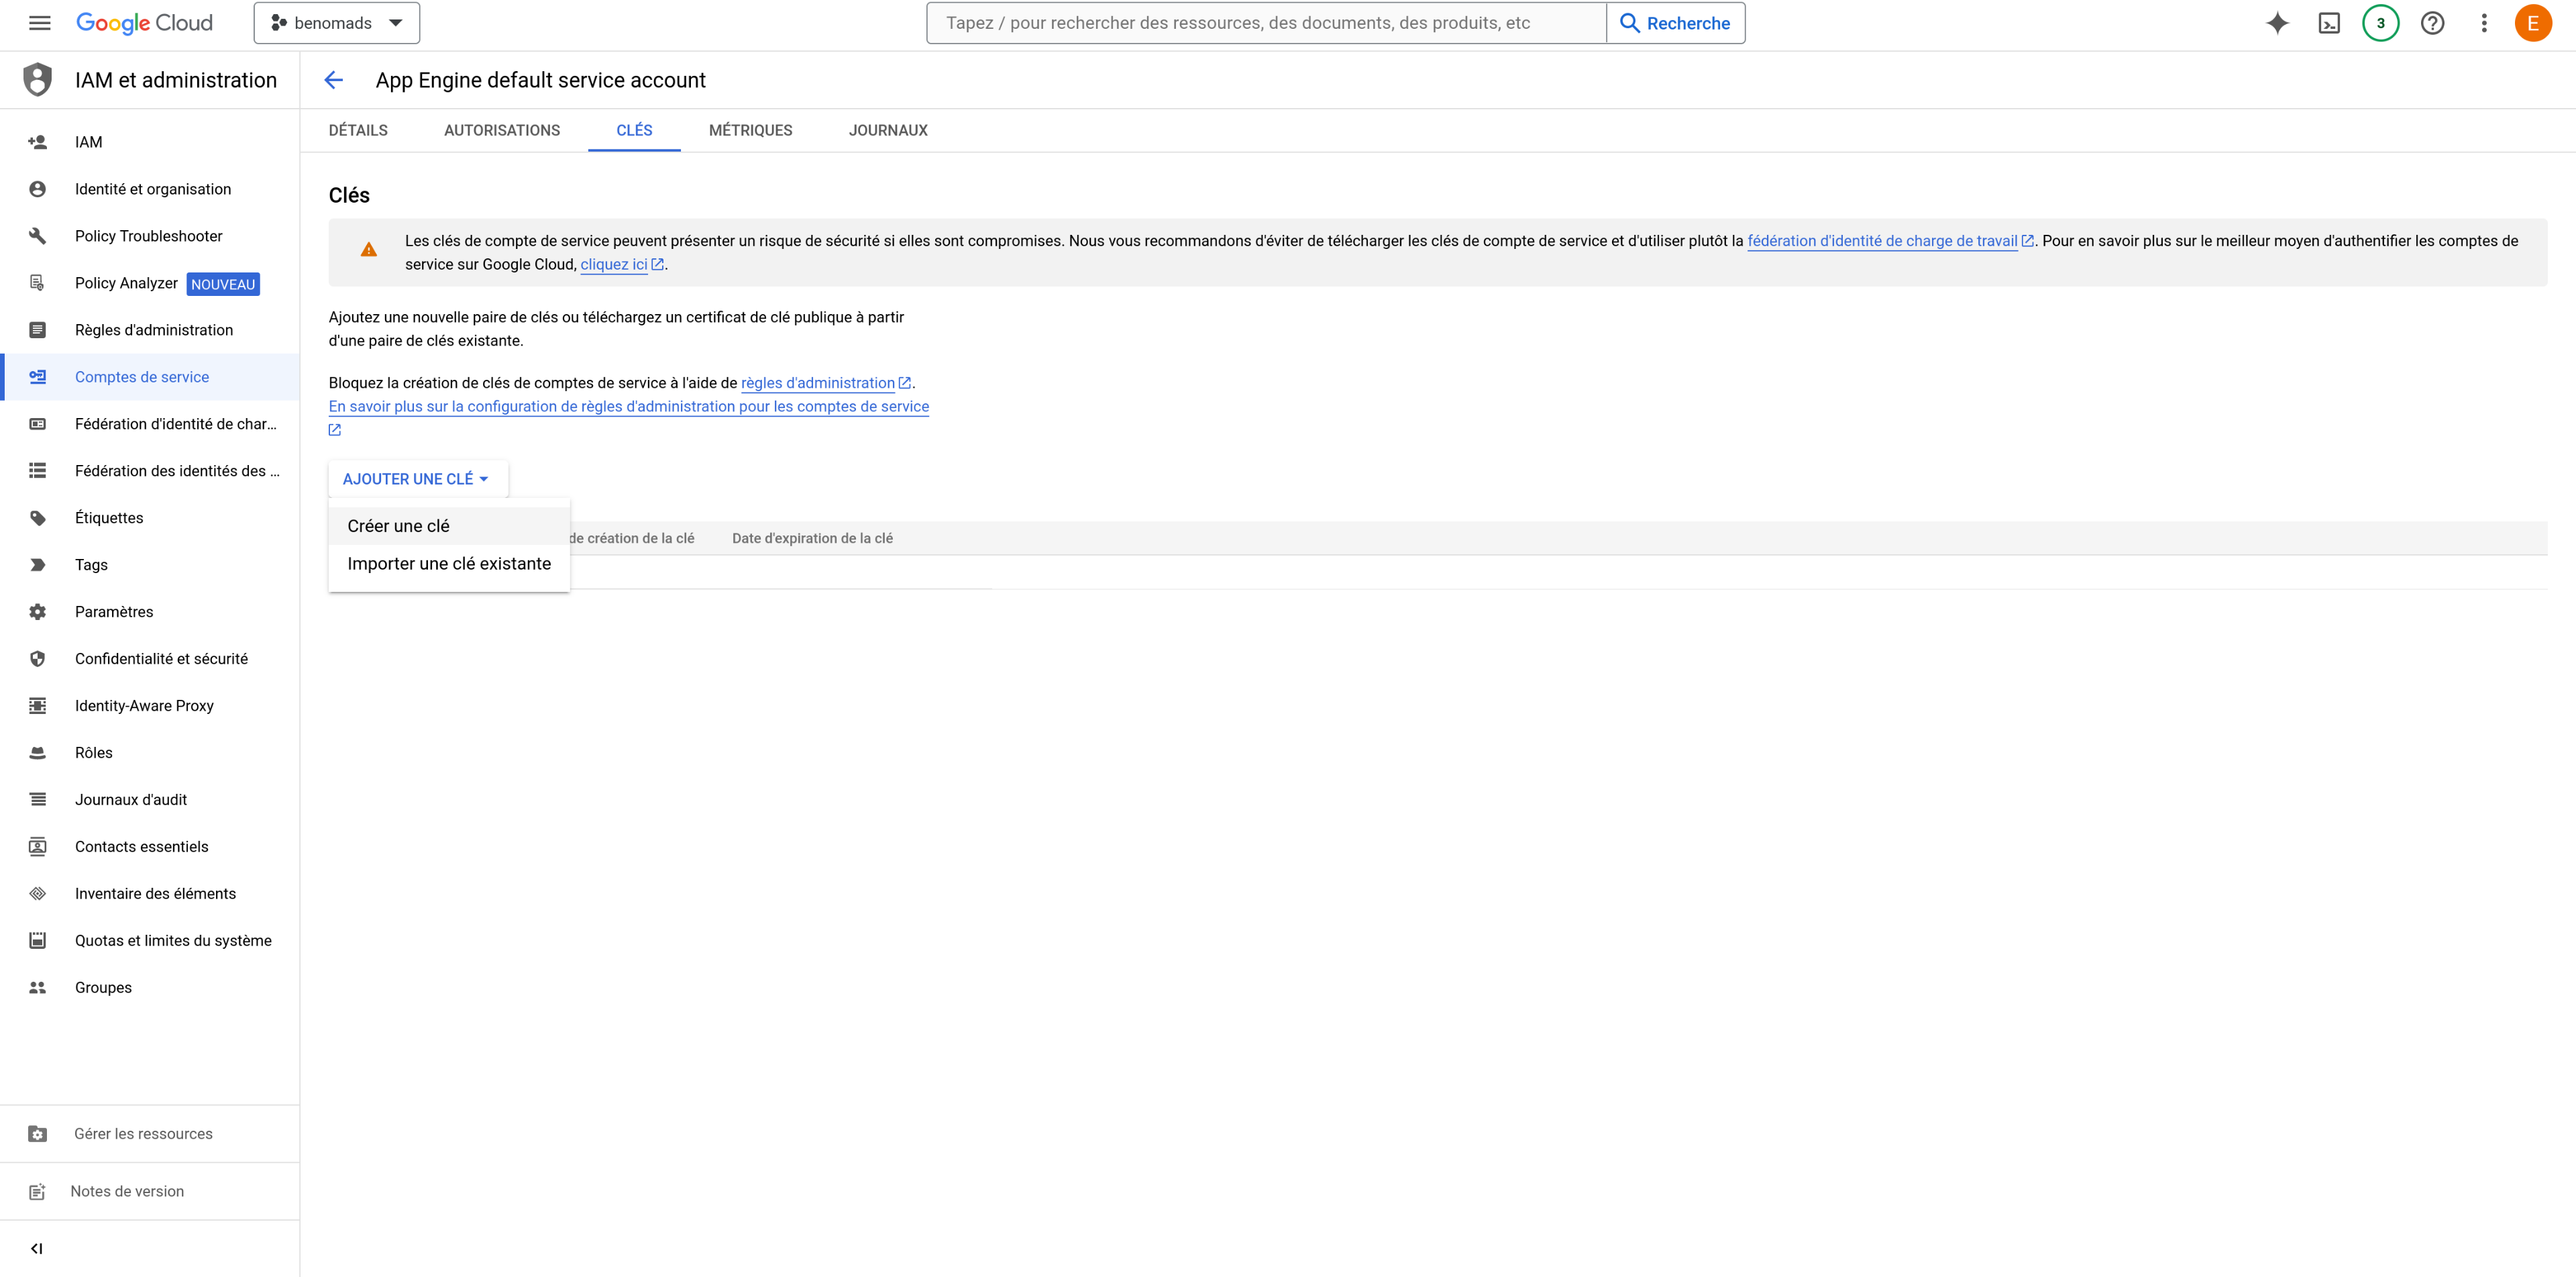 Google Cloud
benomads
Tapez / pour rechercher des ressources, des documents, des produits, etc
Recherche
3
E
IAM et administration
App Engine default service account
DÉTAILS
AUTORISATIONS
CLÉS
MÉTRIQUES
JOURNAUX
IAM
Identité et organisation
Policy Troubleshooter
Policy Analyzer NOUVEAU
Règles d'administration
Comptes de service
Fédération d'identité de char...
Fédération des identités des ...
Étiquettes
Tags
Paramètres
Confidentialité et sécurité
Identity-Aware Proxy
Rôles
Journaux d'audit
Contacts essentiels
Inventaire des éléments
Quotas et limites du système
Groupes
Gérer les ressources
Notes de version
Clés
Les clés de compte de service peuvent présenter un risque de sécurité si elles sont compromises. Nous vous recommandons d'éviter de télécharger les clés de compte de service et d'utiliser plutôt la fédération d'identité de charge de travail. Pour en savoir plus sur le meilleur moyen d'authentifier les comptes de
service sur Google Cloud, cliquez ici.
Ajoutez une nouvelle paire de clés ou téléchargez un certificat de clé publique à partir
d'une paire de clés existante.
Bloquez la création de clés de comptes de service à l'aide de règles d'administration.
En savoir plus sur la configuration de règles d'administration pour les comptes de service
AJOUTER UNE CLÉ
Créer une clé
Importer une clé existante
de création de la clé
Date d'expiration de la clé